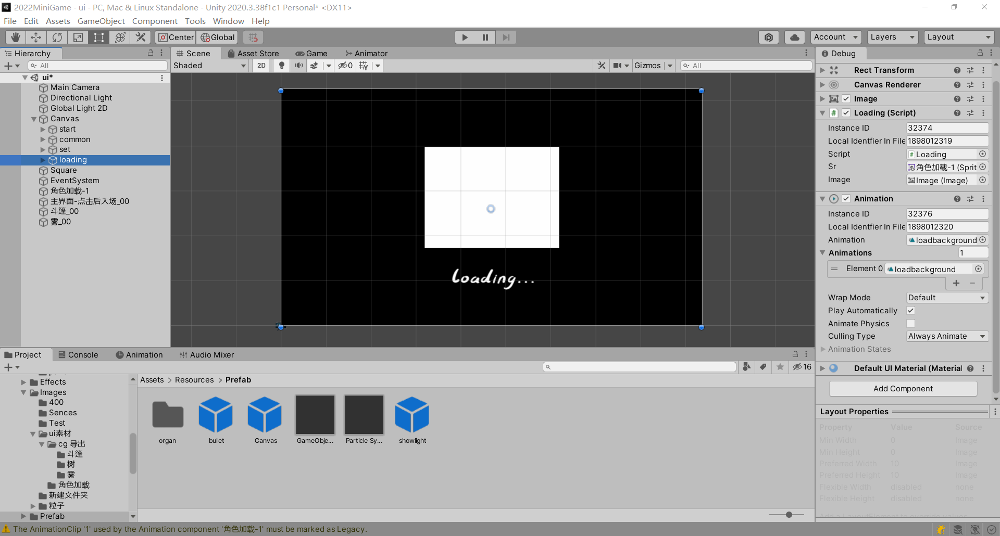 2022MiniGame - ui - PC, Mac & Linux Standalone - Unity 2020.3.38f1c1 Personal* <DX11>
File Edit Assets GameObject Component Tools Window Help
Center Global Account Layers Layout
Hierarchy
All
ui*
Main Camera
Directional Light
Global Light 2D
Canvas
start
common
set
loading
Square
EventSystem
角色加载-1
主界面-点击后入场_00
斗篷_00
雾_00
Scene Asset Store Game Animator
Shaded 2D 0 Gizmos All
Loading...
Debug
Rect Transform
Canvas Renderer
Image
Loading (Script)
Instance ID 32374
Local Identfier In File 1898012319
Script Loading
Sr 角色加载-1 (Sprit
Image Image (Image)
Animation
Instance ID 32376
Local Identfier In File 1898012320
Animation loadbackground
Animations 1
Element 0 loadbackground
Wrap Mode Default
Play Automatically
Animate Physics
Culling Type Always Animate
Animation States
Default UI Material (Material
Add Component
Layout Properties
Property Value Source
Min Width 0 Image
Min Height 0 Image
Preferred Width 10 Image
Preferred Height 10 Image
Flexible Width disabled none
Flexible Height disabled none
Add a LayoutElement to override values
Project Console Animation Audio Mixer
16
Effects
Images
400
Sences
Test
ui素材
cg 导出
斗篷
树
雾
角色加载
新建文件夹
粒子
Prefab
Assets > Resources > Prefab
organ bullet Canvas GameObje... Particle Sy... showlight
The AnimationClip '1' used by the Animation component '角色加载-1' must be marked as Legacy.